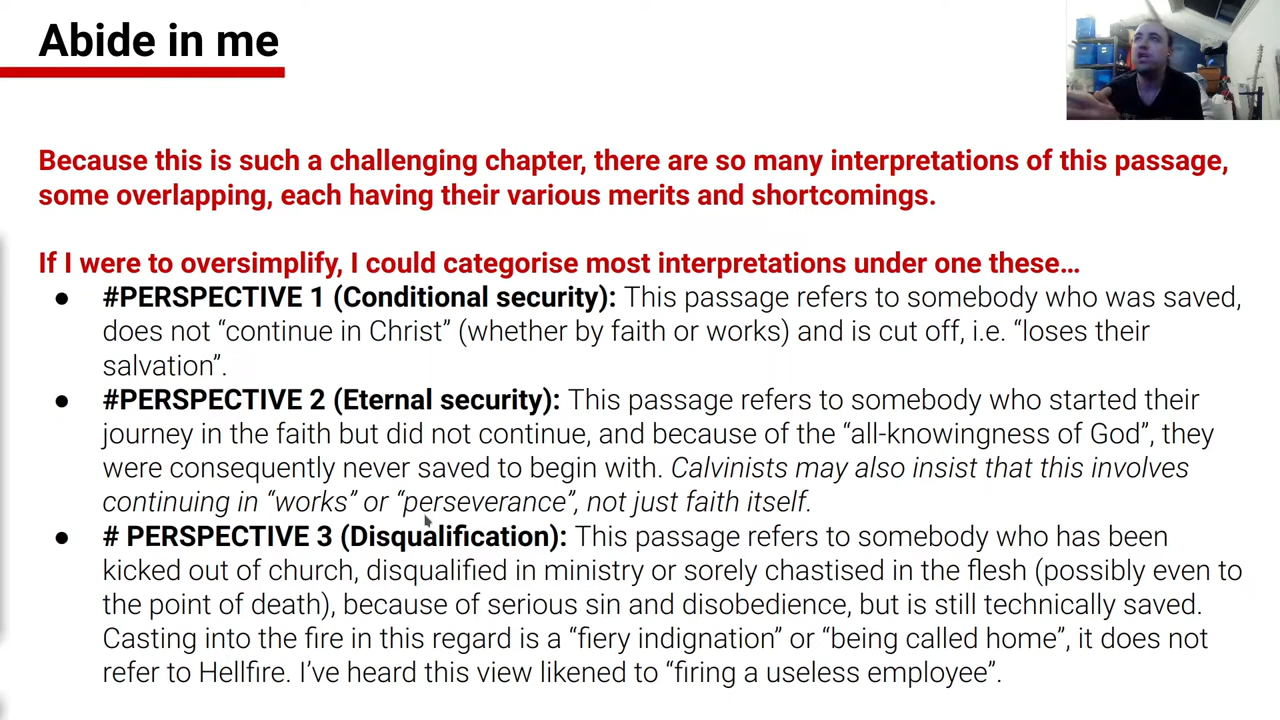 Abide in me
Because this is such a challenging chapter, there are so many interpretations of this passage,
some overlapping, each having their various merits and shortcomings.
If I were to oversimplify, I could categorise most interpretations under one these…
● #PERSPECTIVE 1 (Conditional security): This passage refers to somebody who was saved,
does not “continue in Christ” (whether by faith or works) and is cut off, i.e. “loses their
salvation”.
● #PERSPECTIVE 2 (Eternal security): This passage refers to somebody who started their
journey in the faith but did not continue, and because of the “all-knowingness of God”, they
were consequently never saved to begin with. Calvinists may also insist that this involves
continuing in “works” or “perseverance”, not just faith itself.
● # PERSPECTIVE 3 (Disqualification): This passage refers to somebody who has been
kicked out of church, disqualified in ministry or sorely chastised in the flesh (possibly even to
the point of death), because of serious sin and disobedience, but is still technically saved.
Casting into the fire in this regard is a “fiery indignation” or “being called home”, it does not
refer to Hellfire. I’ve heard this view likened to “firing a useless employee”.